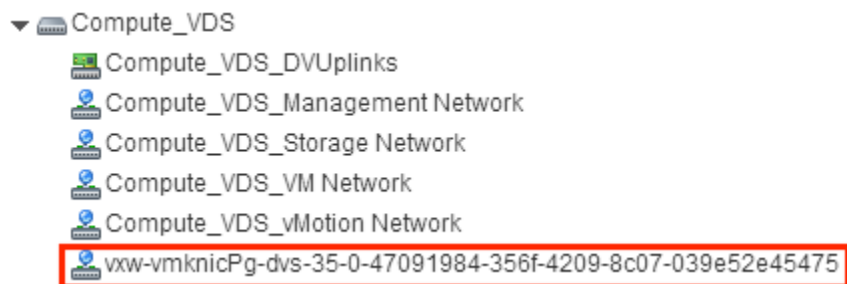 Compute_VDS
Compute_VDS_DVUplinks
Compute_VDS_Management Network
Compute_VDS_Storage Network
Compute_VDS_VM Network
Compute_VDS_vMotion Network
vxw-vmknicPg-dvs-35-0-47091984-356f-4209-8c07-039e52e45475